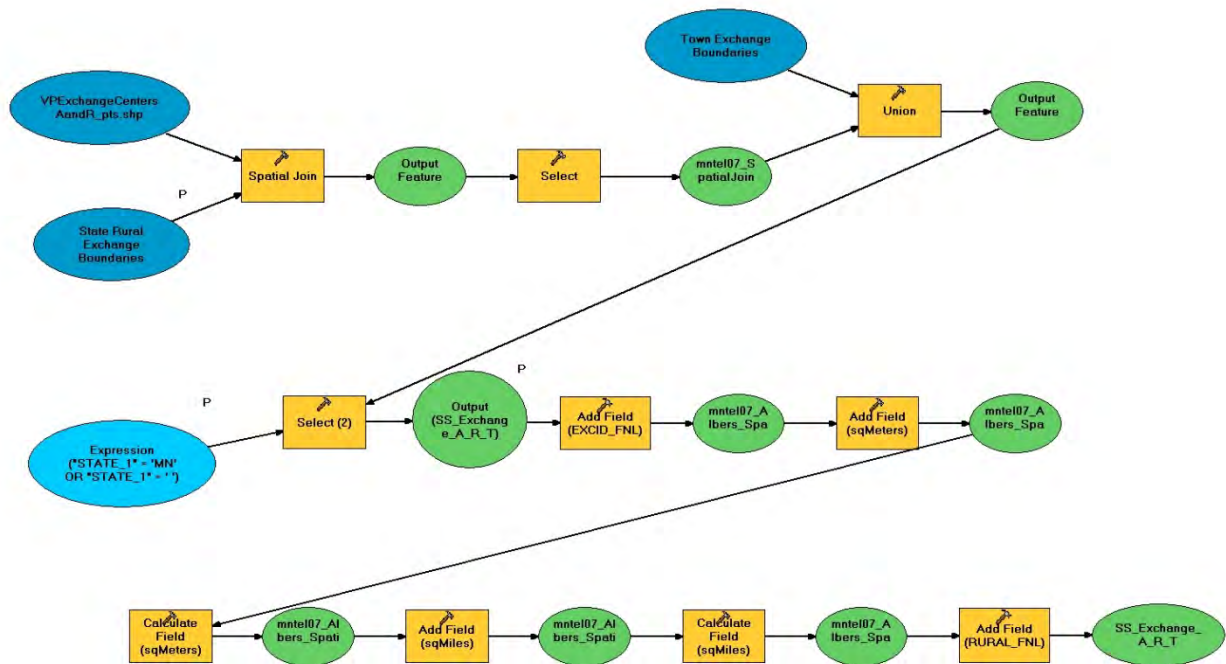 Town Exchange
Boundaries
VPExchangeCenters
AandR_pts.shp
Union
Output
Feature
Spatial Join
Output
Feature
Select
mntel07_S
patialJoin
P
State Rural
Exchange
Boundaries
P
P
Expression
("STATE_1" = 'MN'
OR "STATE_1" = ' ')
Select (2)
Output
(SS_Exchang
e_A_R_T)
Add Field
(EXCID_FNL)
mntel07_A
lbers_Spa
Add Field
(sqMeters)
mntel07_A
lbers_Spa
Calculate
Field
(sqMeters)
mntel07_Al
bers_Spati
Add Field
(sqMiles)
mntel07_Al
bers_Spati
Calculate
Field
(sqMiles)
mntel07_A
lbers_Spa
Add Field
(RURAL_FNL)
SS_Exchange_
A_R_T